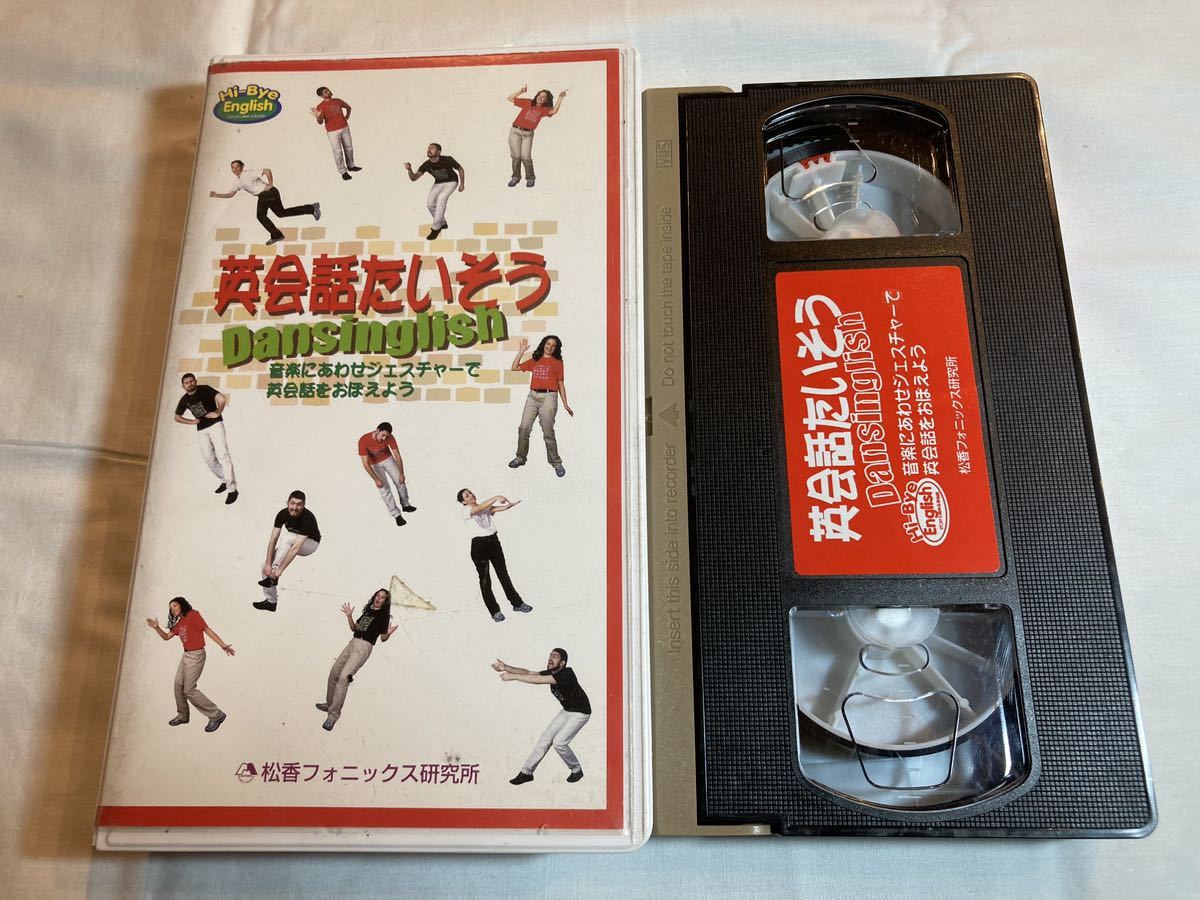 Hi-Bye
English
英会話たいそう
Dansinglish
音楽にあわせジェスチャーで
英会話をおぼえよう
松香フォニックス研究所
VHS
Do not touch the tape inside
Insert this side into recorder
英会話たいそう
Dansinglish
音楽にあわせジェスチャーで
英会話をおぼえよう
Hi-Bye
English
松香フォニックス研究所